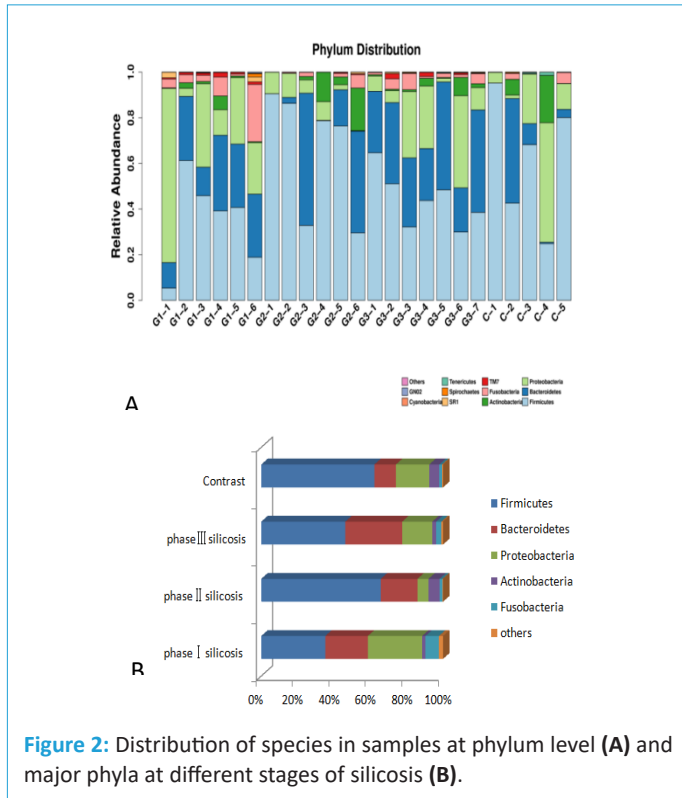 Phylum Distribution
Relative Abundance
1.0
0.8
0.6
0.4
0.2
0.0
G1-1 G1-2 G1-3 G1-4 G1-5 G1-6 G2-1 G2-2 G2-3 G2-4 G2-5 G2-6 G3-1 G3-2 G3-3 G3-4 G3-5 G3-6 G3-7 C-1 C-2 C-3 C-4 C-5
Others Tenericutes TM7 Proteobacteria
GN02 Spirochaetes Fusobacteria Bacteroidetes
Cyanobacteria SR1 Actinobacteria Firmicutes
A
Contrast
phaseⅢ silicosis
phaseⅡ silicosis
phaseⅠ silicosis
0% 20% 40% 60% 80% 100%
Firmicutes
Bacteroidetes
Proteobacteria
Actinobacteria
Fusobacteria
others
B
Figure 2: Distribution of species in samples at phylum level (A) and
major phyla at different stages of silicosis (B).